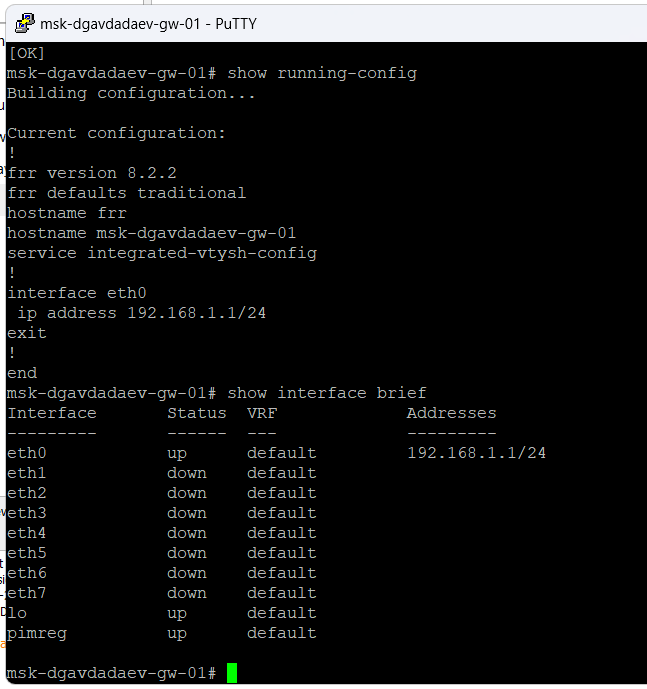 msk-dgavdadaev-gw-01 - PuTTY
[OK]
msk-dgavdadaev-gw-01# show running-config
Building configuration...
Current configuration:
!
frr version 8.2.2
frr defaults traditional
hostname frr
hostname msk-dgavdadaev-gw-01
service integrated-vtysh-config
!
interface eth0
 ip address 192.168.1.1/24
exit
!
end
msk-dgavdadaev-gw-01# show interface brief
Interface       Status  VRF             Addresses
---------       ------  ---             ---------
eth0            up      default         192.168.1.1/24
eth1            down    default
eth2            down    default
eth3            down    default
eth4            down    default
eth5            down    default
eth6            down    default
eth7            down    default
lo              up      default
pimreg          up      default
msk-dgavdadaev-gw-01#